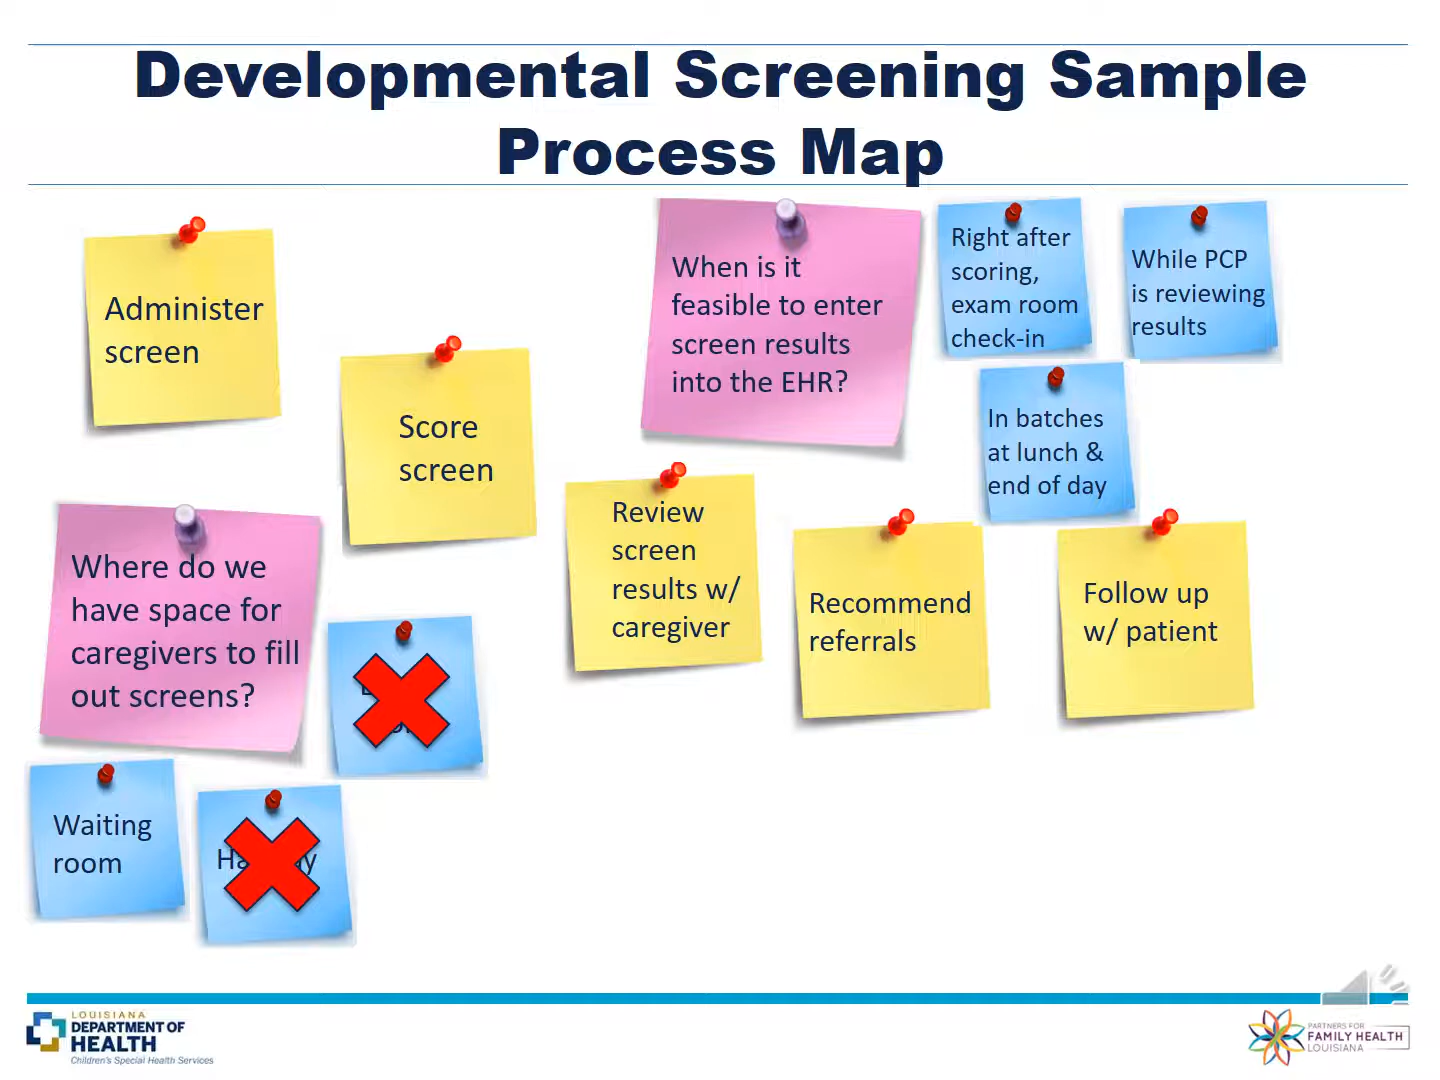 Developmental Screening Sample
Process Map
Administer
screen
Score
screen
When is it
feasible to enter
screen results
into the EHR?
Right after
scoring,
exam room
check-in
While PCP
is reviewing
results
In batches
at lunch &
end of day
Review
screen
results w/
caregiver
Recommend
referrals
Follow up
w/ patient
Where do we
have space for
caregivers to fill
out screens?
Waiting
room
LOUISIANA
DEPARTMENT OF
HEALTH
Children's Special Health Services
PARTNERS FOR
FAMILY HEALTH
LOUISIANA